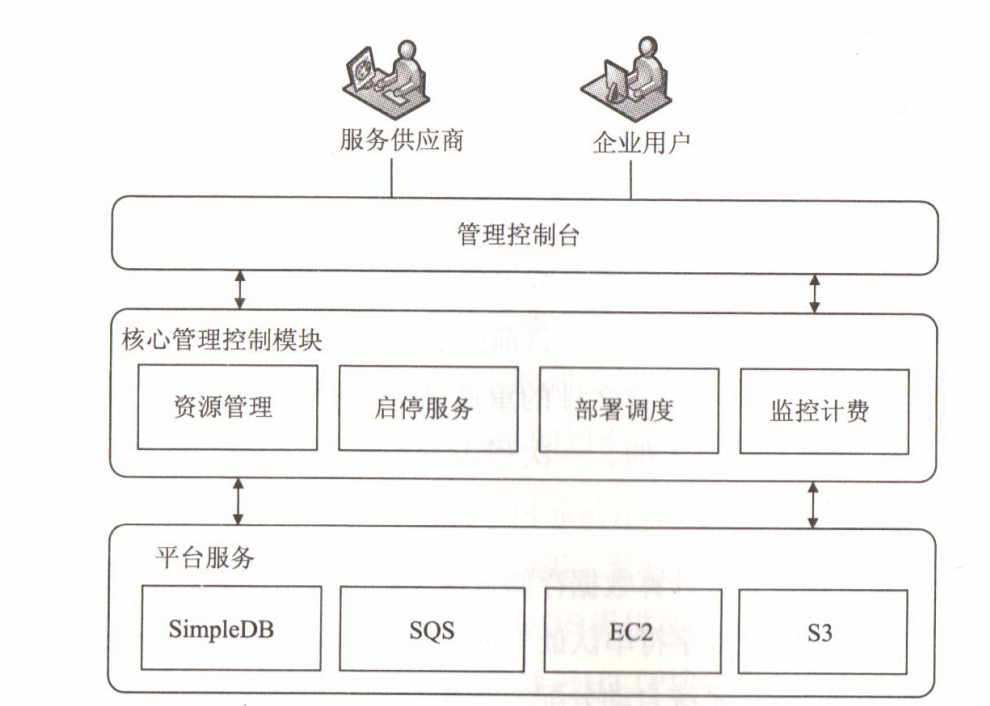 服务供应商
企业用户
管理控制台
核心管理控制模块
资源管理
启停服务
部署调度
监控计费
平台服务
SimpleDB
SQS
EC2
S3